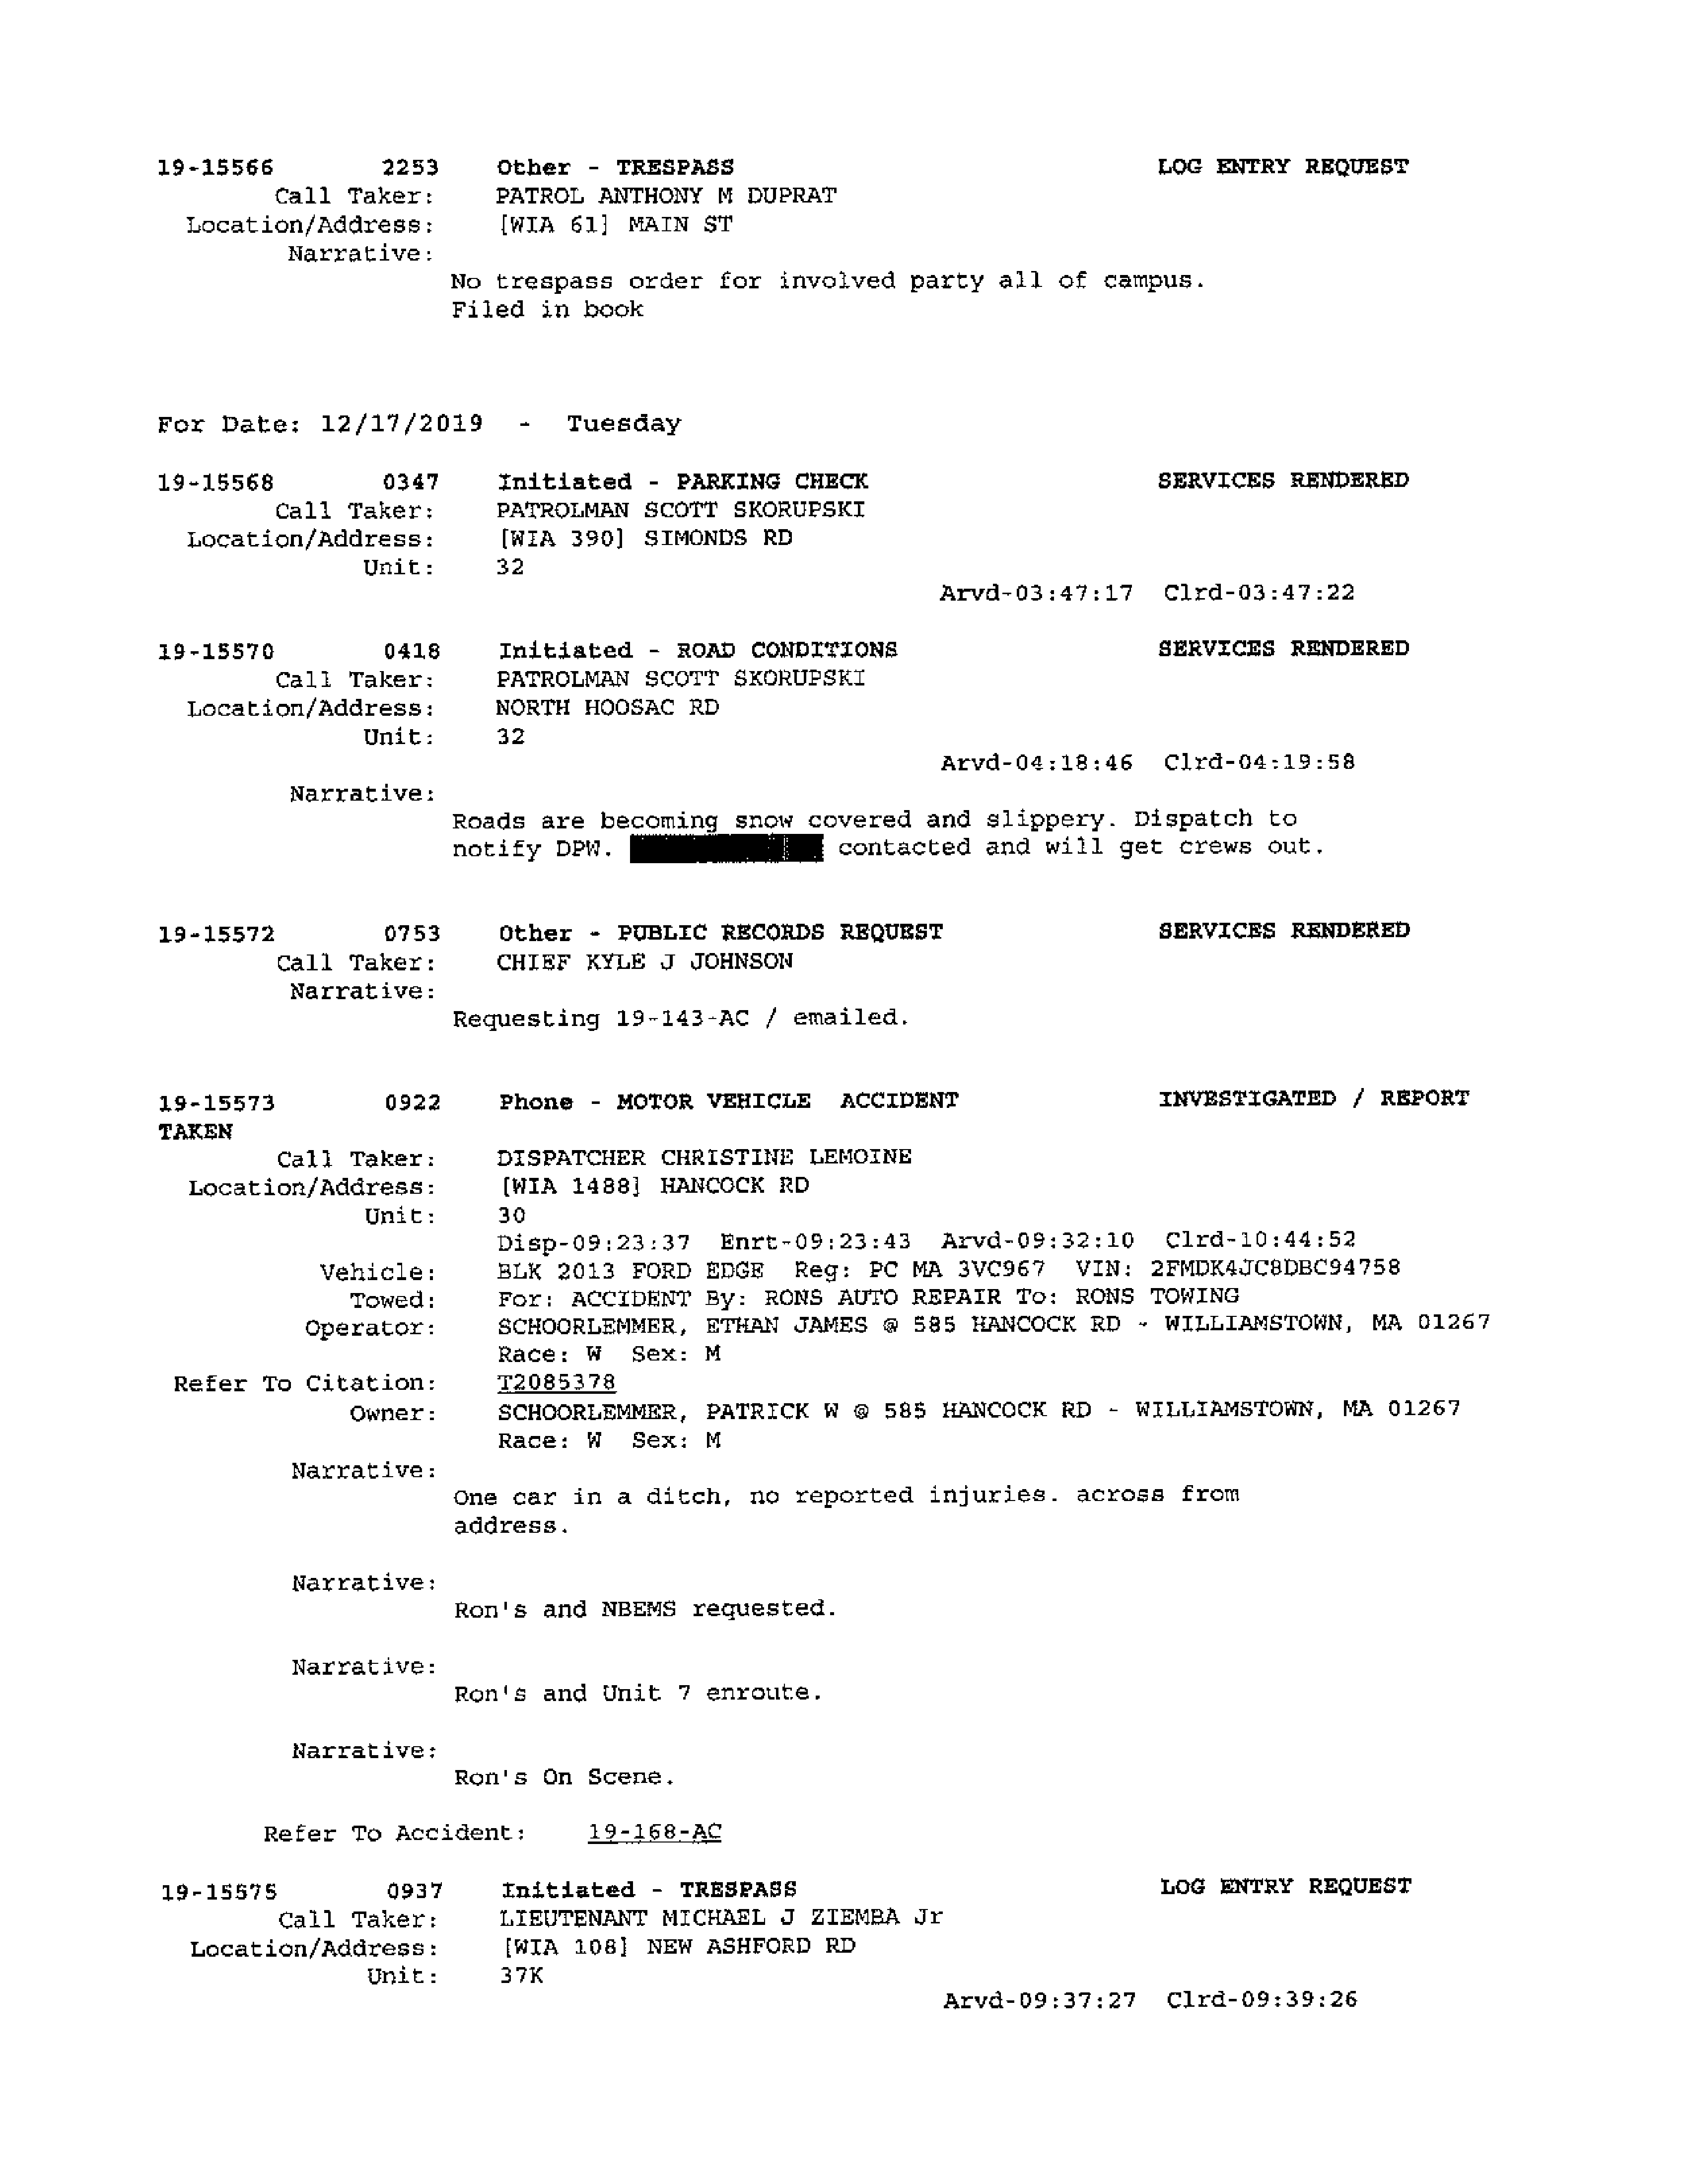 19-15566 2253 Other - TRESPASS LOG ENTRY REQUEST
Call Taker: PATROL ANTHONY M DUPRAT
Location/Address: [WIA 61] MAIN ST
Narrative:
No trespass order for involved party all of campus.
Filed in book
For Date: 12/17/2019 - Tuesday
19-15568 0347 Initiated - PARKING CHECK SERVICES RENDERED
Call Taker: PATROLMAN SCOTT SKORUPSKI
Location/Address: [WIA 390] SIMONDS RD
Unit: 32
Arvd-03:47:17 Clrd-03:47:22
19-15570 0418 Initiated - ROAD CONDITIONS SERVICES RENDERED
Call Taker: PATROLMAN SCOTT SKORUPSKI
Location/Address: NORTH HOOSAC RD
Unit: 32
Arvd-04:18:46 Clrd-04:19:58
Narrative:
Roads are becoming snow covered and slippery. Dispatch to
notify DPW. contacted and will get crews out.
19-15572 0753 Other - PUBLIC RECORDS REQUEST SERVICES RENDERED
Call Taker: CHIEF KYLE J JOHNSON
Narrative:
Requesting 19-143-AC / emailed.
19-15573 0922 Phone - MOTOR VEHICLE ACCIDENT INVESTIGATED / REPORT
TAKEN
Call Taker: DISPATCHER CHRISTINE LEMOINE
Location/Address: [WIA 1488] HANCOCK RD
Unit: 30
Disp-09:23:37 Enrt-09:23:43 Arvd-09:32:10 Clrd-10:44:52
Vehicle: BLK 2013 FORD EDGE Reg: PC MA 3VC967 VIN: 2FMDK4JC8DBC94758
Towed: For: ACCIDENT By: RONS AUTO REPAIR To: RONS TOWING
Operator: SCHOORLEMMER, ETHAN JAMES @ 585 HANCOCK RD - WILLIAMSTOWN, MA 01267
Race: W Sex: M
Refer To Citation: T2085378
Owner: SCHOORLEMMER, PATRICK W @ 585 HANCOCK RD - WILLIAMSTOWN, MA 01267
Race: W Sex: M
Narrative:
One car in a ditch, no reported injuries. across from
address.
Narrative:
Ron's and NBEMS requested.
Narrative:
Ron's and Unit 7 enroute.
Narrative:
Ron's On Scene.
Refer To Accident: 19-168-AC
19-15575 0937 Initiated - TRESPASS LOG ENTRY REQUEST
Call Taker: LIEUTENANT MICHAEL J ZIEMBA Jr
Location/Address: [WIA 108] NEW ASHFORD RD
Unit: 37K
Arvd-09:37:27 Clrd-09:39:26